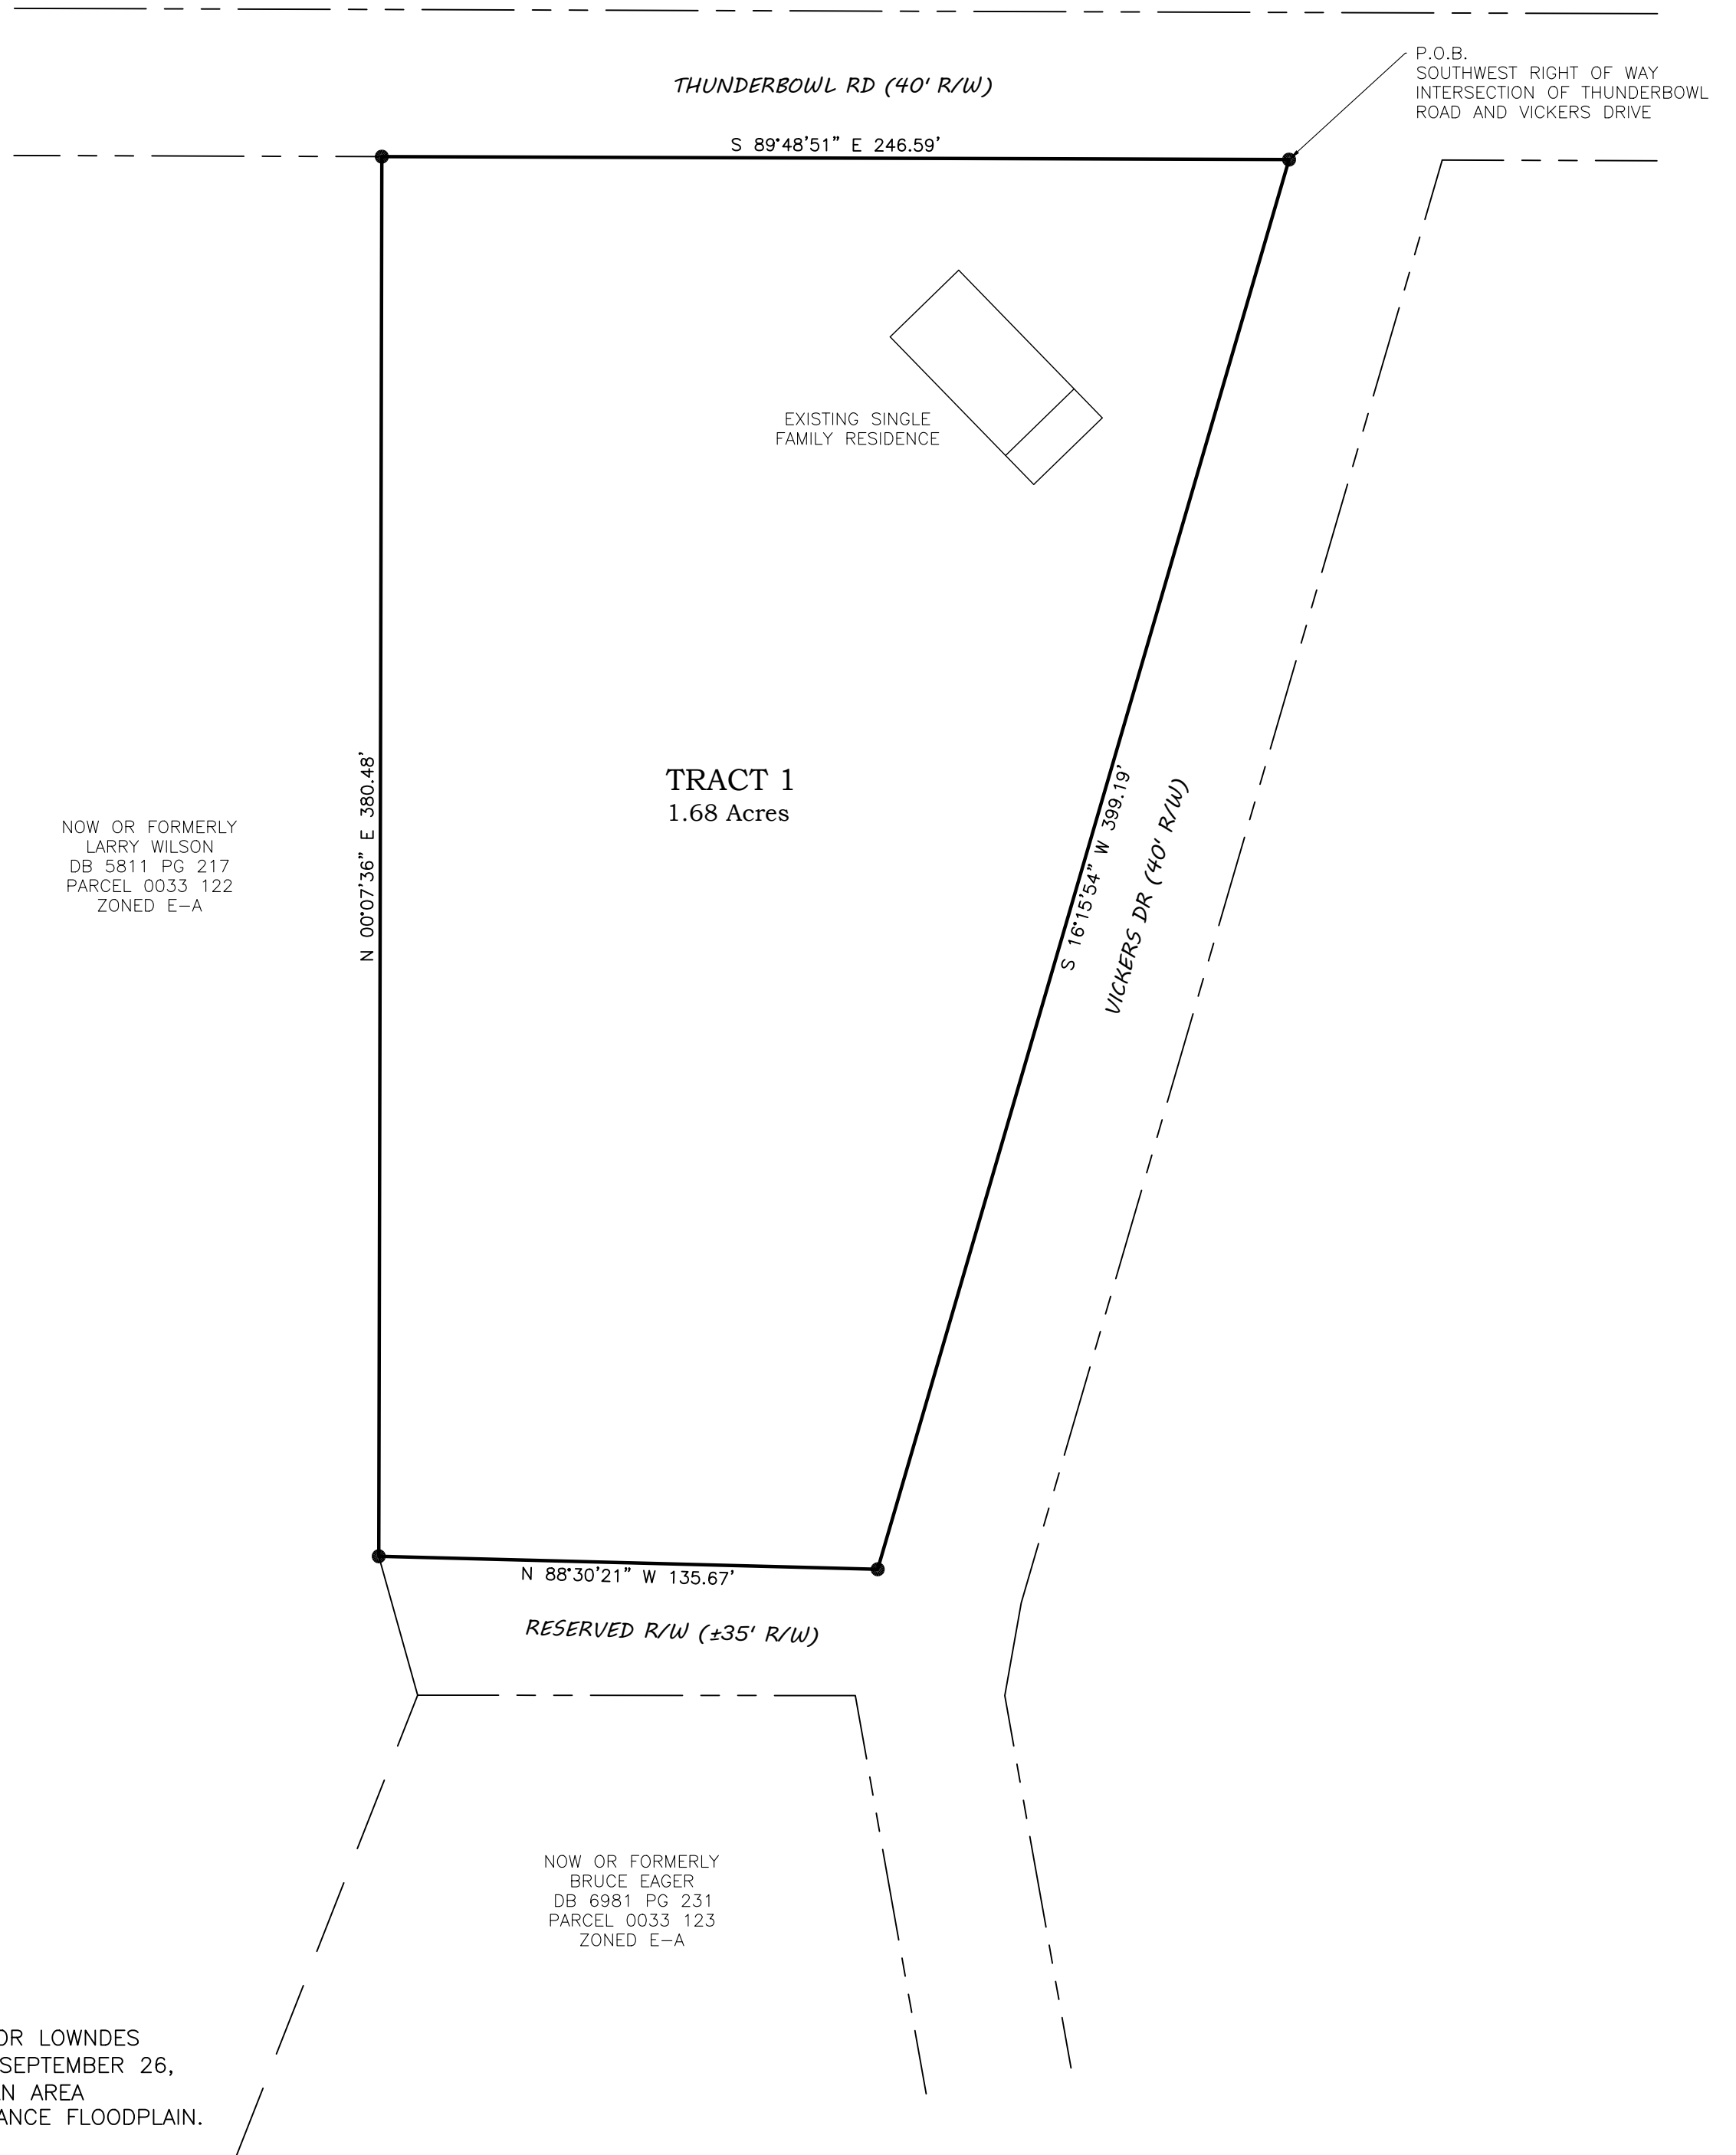 P.O.B.
SOUTHWEST RIGHT OF WAY
INTERSECTION OF THUNDERBOWL
ROAD AND VICKERS DRIVE
THUNDERBOWL RD (40' R/W)
S 89°48'51" E 246.59'
EXISTING SINGLE
FAMILY RESIDENCE
N 00°07'36" E 380.48'
TRACT 1
1.68 Acres
S 16°15'54" W 399.19'
VICKERS DR (40' R/W)
NOW OR FORMERLY
LARRY WILSON
DB 5811 PG 217
PARCEL 0033 122
ZONED E-A
N 88°30'21" W 135.67'
RESERVED R/W (±35' R/W)
NOW OR FORMERLY
BRUCE EAGER
DB 6981 PG 231
PARCEL 0033 123
ZONED E-A
OR LOWNDES
SEPTEMBER 26,
AREA
FLOODPLAIN.